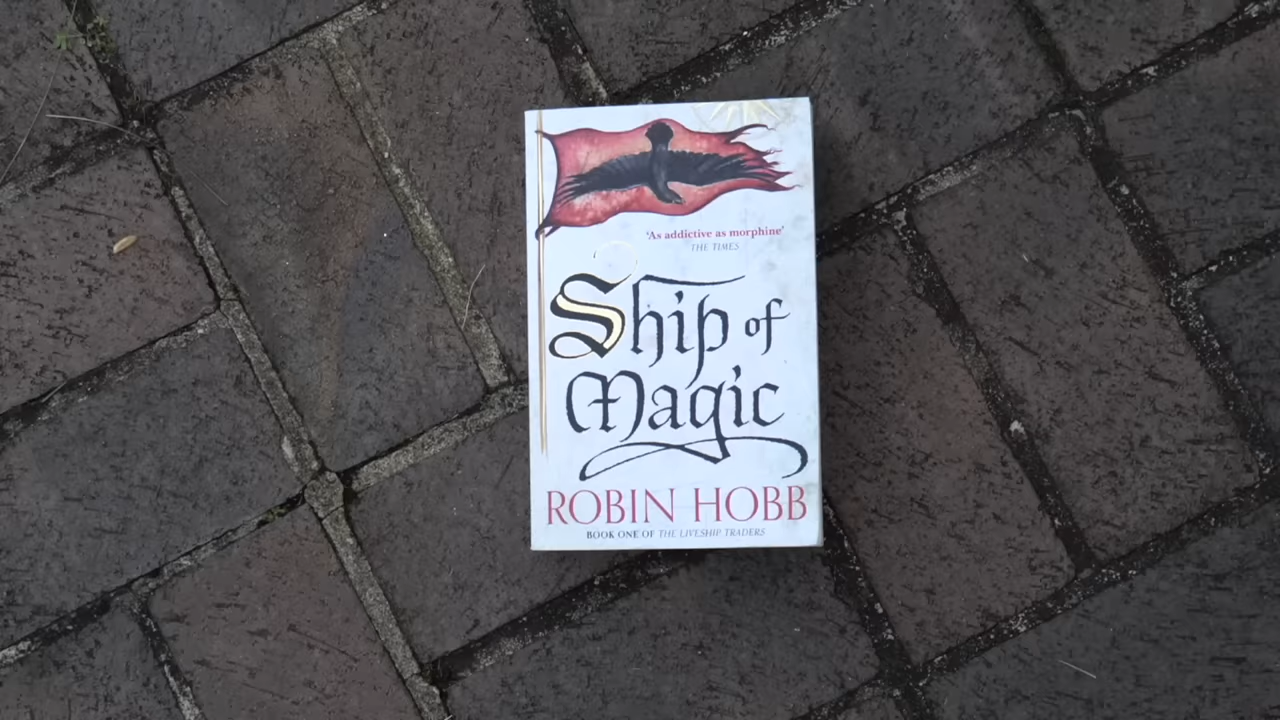 'As addictive as morphine'
THE TIMES
Ship of
Magic
ROBIN HOBB
BOOK ONE OF THE LIVESHIP TRADERS